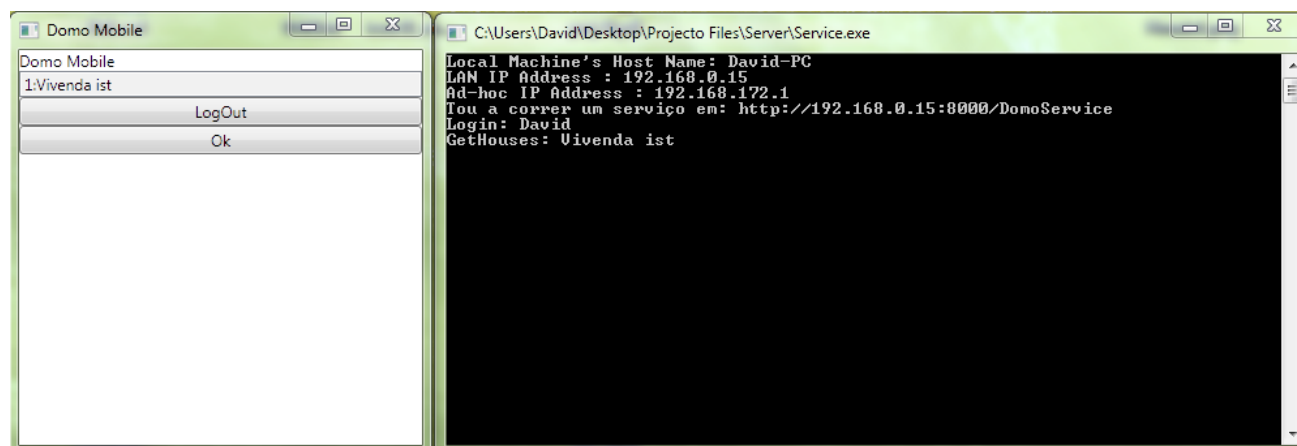 Domo Mobile
Domo Mobile
1:Vivenda ist
LogOut
Ok
C:\Users\David\Desktop\Projecto Files\Server\Service.exe
Local Machine's Host Name: David-PC
LAN IP Address : 192.168.0.15
Ad-hoc IP Address : 192.168.172.1
Tou a correr um serviço em: http://192.168.0.15:8000/DomoService
Login: David
GetHouses: Vivenda ist